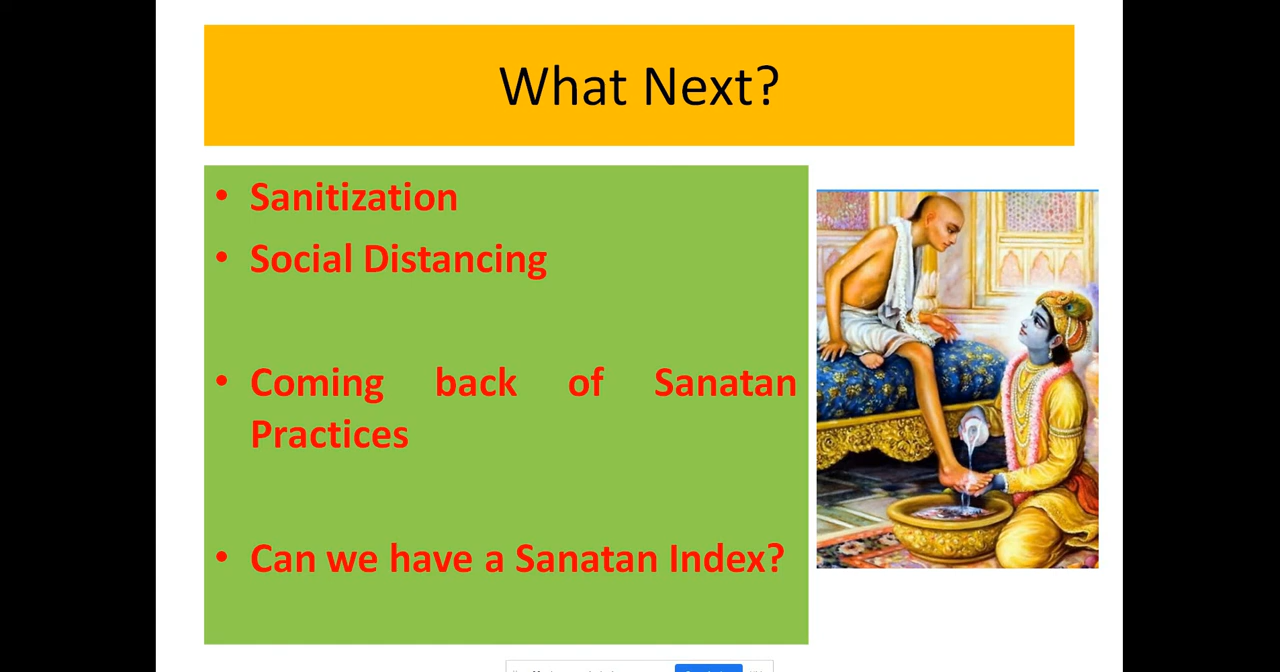 What Next?
• Sanitization
• Social Distancing
• Coming back of Sanatan
Practices
• Can we have a Sanatan Index?